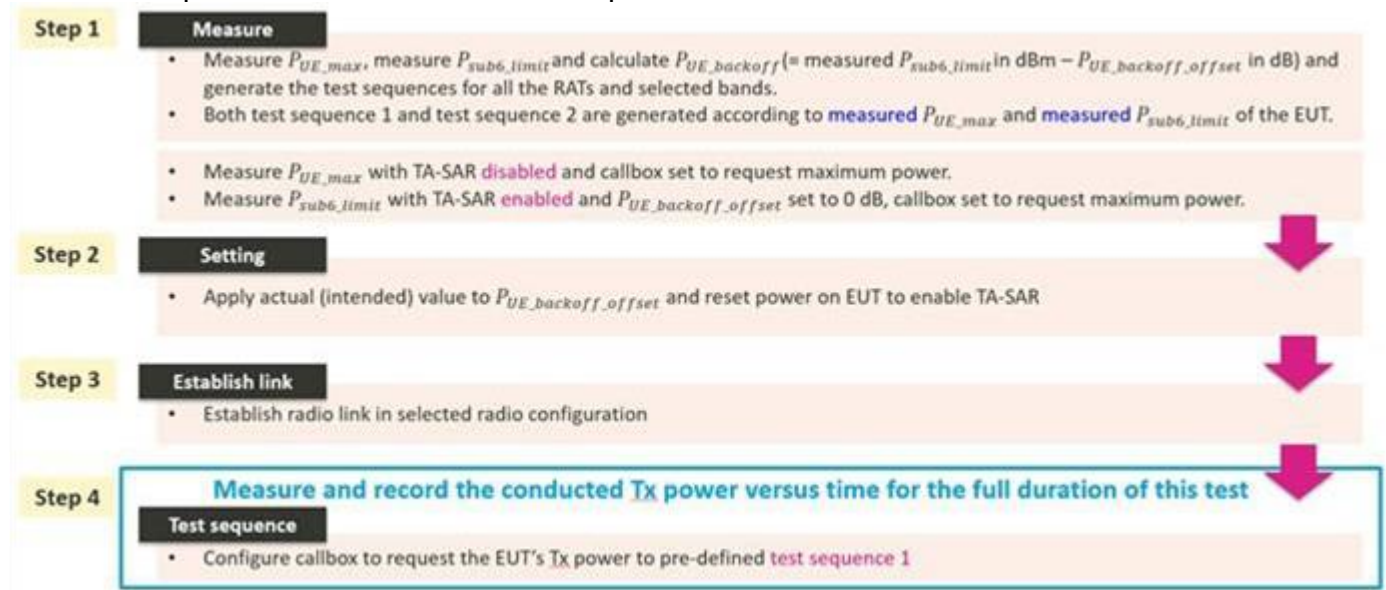 Step 1
Measure
• Measure P_UE_max, measure P_sub6_limit and calculate P_UE_backoff(= measured P_sub6_limit in dBm – P_UE_backoff_offset in dB) and
generate the test sequences for all the RATs and selected bands.
• Both test sequence 1 and test sequence 2 are generated according to measured P_UE_max and measured P_sub6_limit of the EUT.
• Measure P_UE_max with TA-SAR disabled and callbox set to request maximum power.
• Measure P_sub6_limit with TA-SAR enabled and P_UE_backoff_offset set to 0 dB, callbox set to request maximum power.
Step 2
Setting
• Apply actual (intended) value to P_UE_backoff_offset and reset power on EUT to enable TA-SAR
Step 3
Establish link
• Establish radio link in selected radio configuration
Step 4
Measure and record the conducted Tx power versus time for the full duration of this test
Test sequence
• Configure callbox to request the EUT's Tx power to pre-defined test sequence 1